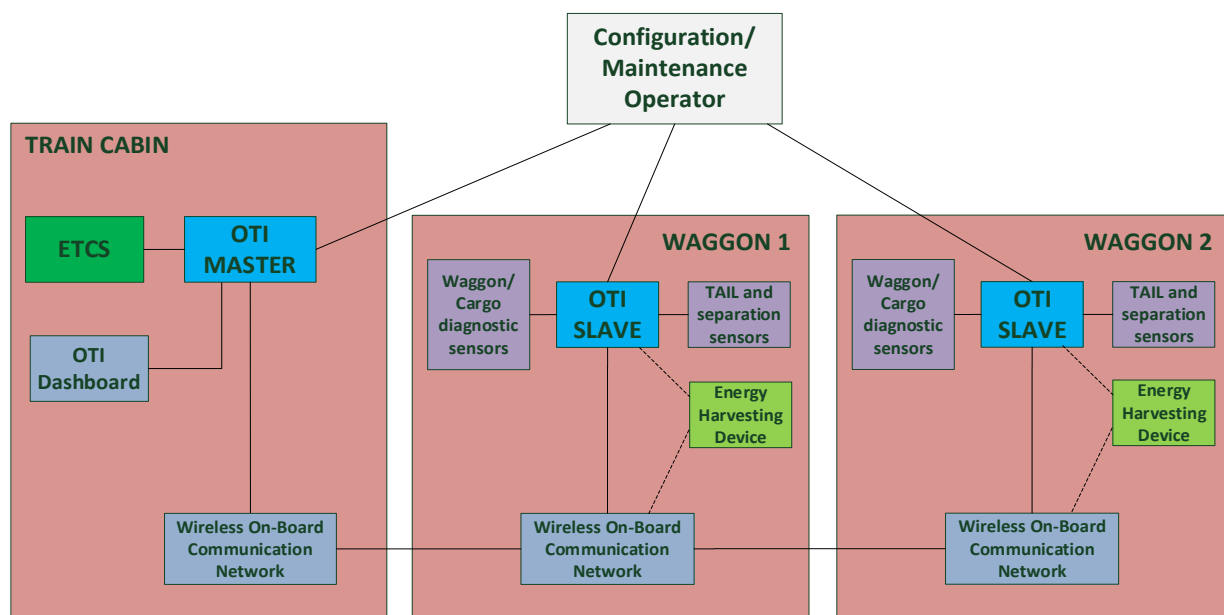 Configuration/
Maintenance
Operator
TRAIN CABIN
ETCS
OTI
MASTER
OTI
Dashboard
Wireless On-Board
Communication
Network
WAGGON 1
Waggon/
Cargo
diagnostic
sensors
OTI
SLAVE
TAIL and
separation
sensors
Energy
Harvesting
Device
Wireless On-Board
Communication
Network
WAGGON 2
Waggon/
Cargo
diagnostic
sensors
OTI
SLAVE
TAIL and
separation
sensors
Energy
Harvesting
Device
Wireless On-Board
Communication
Network